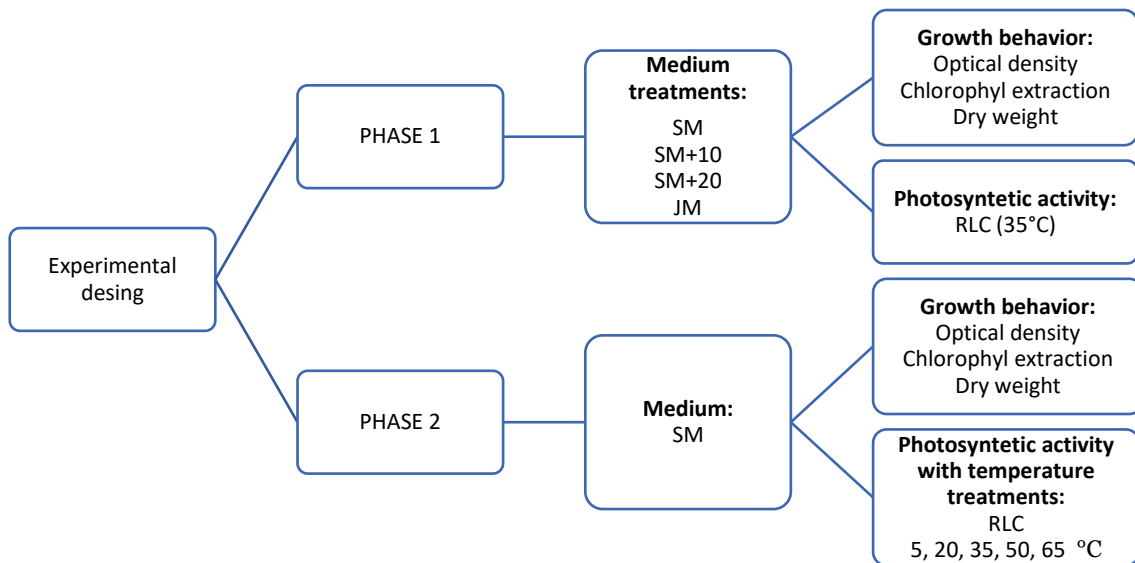 Experimental
desing
PHASE 1
Medium
treatments:
SM
SM+10
SM+20
JM
Growth behavior:
Optical density
Chlorophyl extraction
Dry weight
Photosyntetic activity:
RLC (35°C)
PHASE 2
Medium:
SM
Growth behavior:
Optical density
Chlorophyl extraction
Dry weight
Photosyntetic activity
with temperature
treatments:
RLC
5, 20, 35, 50, 65 °C